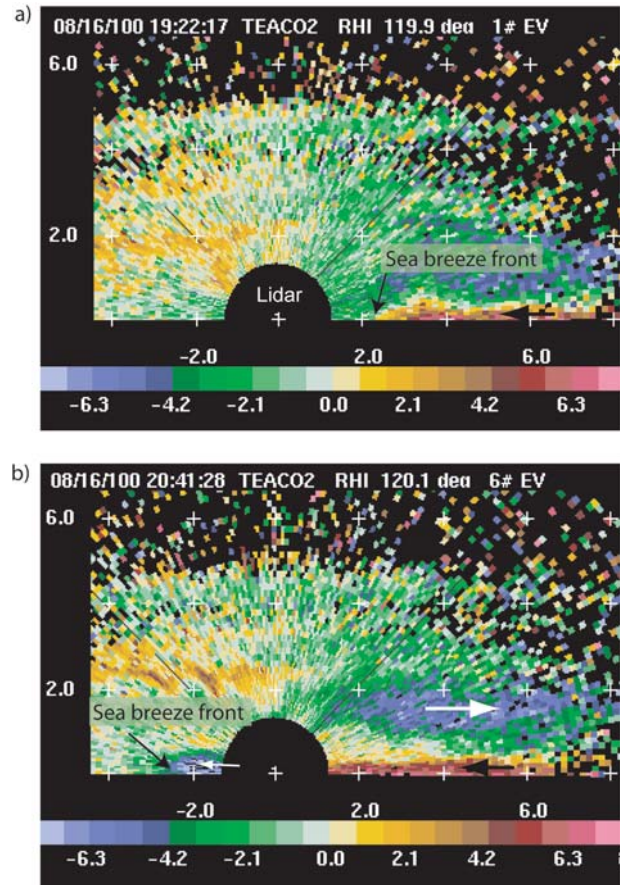 a)
08/16/100 19:22:17 TEACO2 RHI 119.9 deg 1# EV
6.0
2.0
Sea breeze front
Lidar
-2.0 2.0 6.0
-6.3 -4.2 -2.1 0.0 2.1 4.2 6.3
b)
08/16/100 20:41:28 TEACO2 RHI 120.1 deg 6# EV
6.0
2.0
Sea breeze front
-2.0 2.0 6.0
-6.3 -4.2 -2.1 0.0 2.1 4.2 6.3